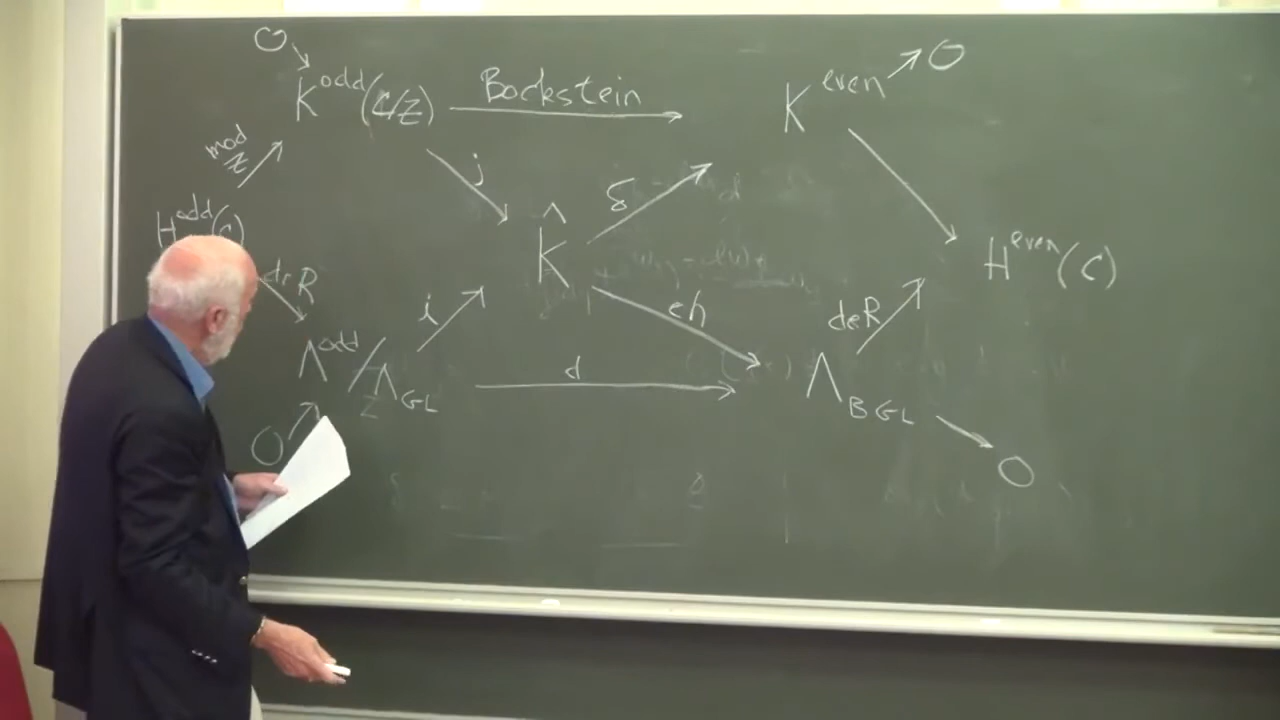 0
K^odd(C/Z) Bockstein K^even 0
mod Z
j
δ
H^odd(C)
K̂
H^even(C)
deR
i
ch
deR
Λ^odd/Λ_GL
Z
d
Λ_BGL
0
0